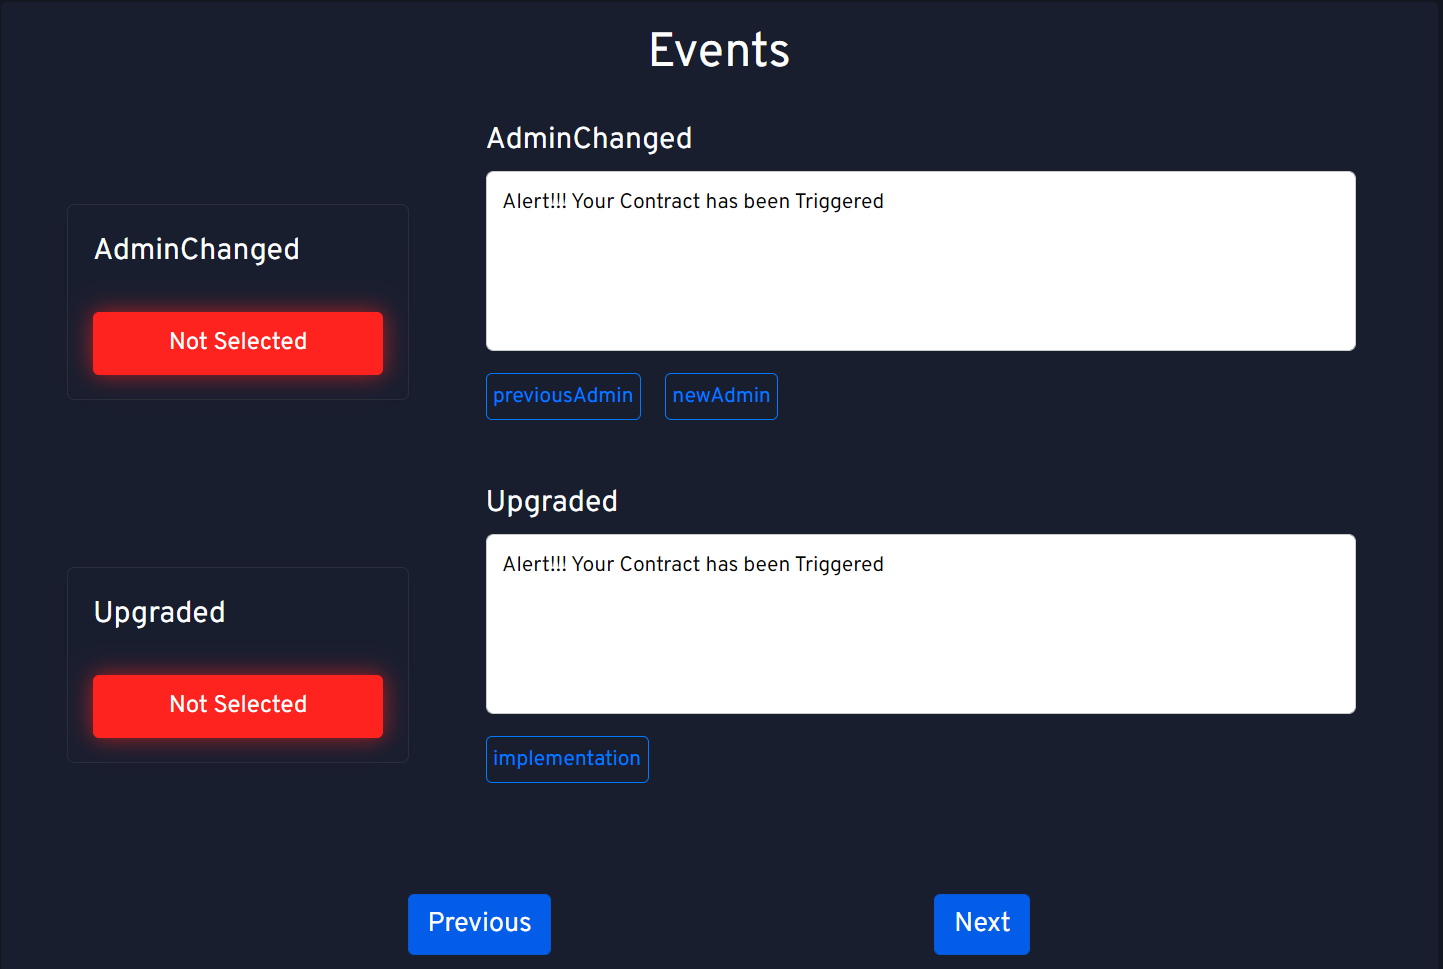 Events
AdminChanged
Not Selected
AdminChanged
Alert!!! Your Contract has been Triggered
previousAdmin newAdmin
Upgraded
Not Selected
Upgraded
Alert!!! Your Contract has been Triggered
implementation
Previous Next